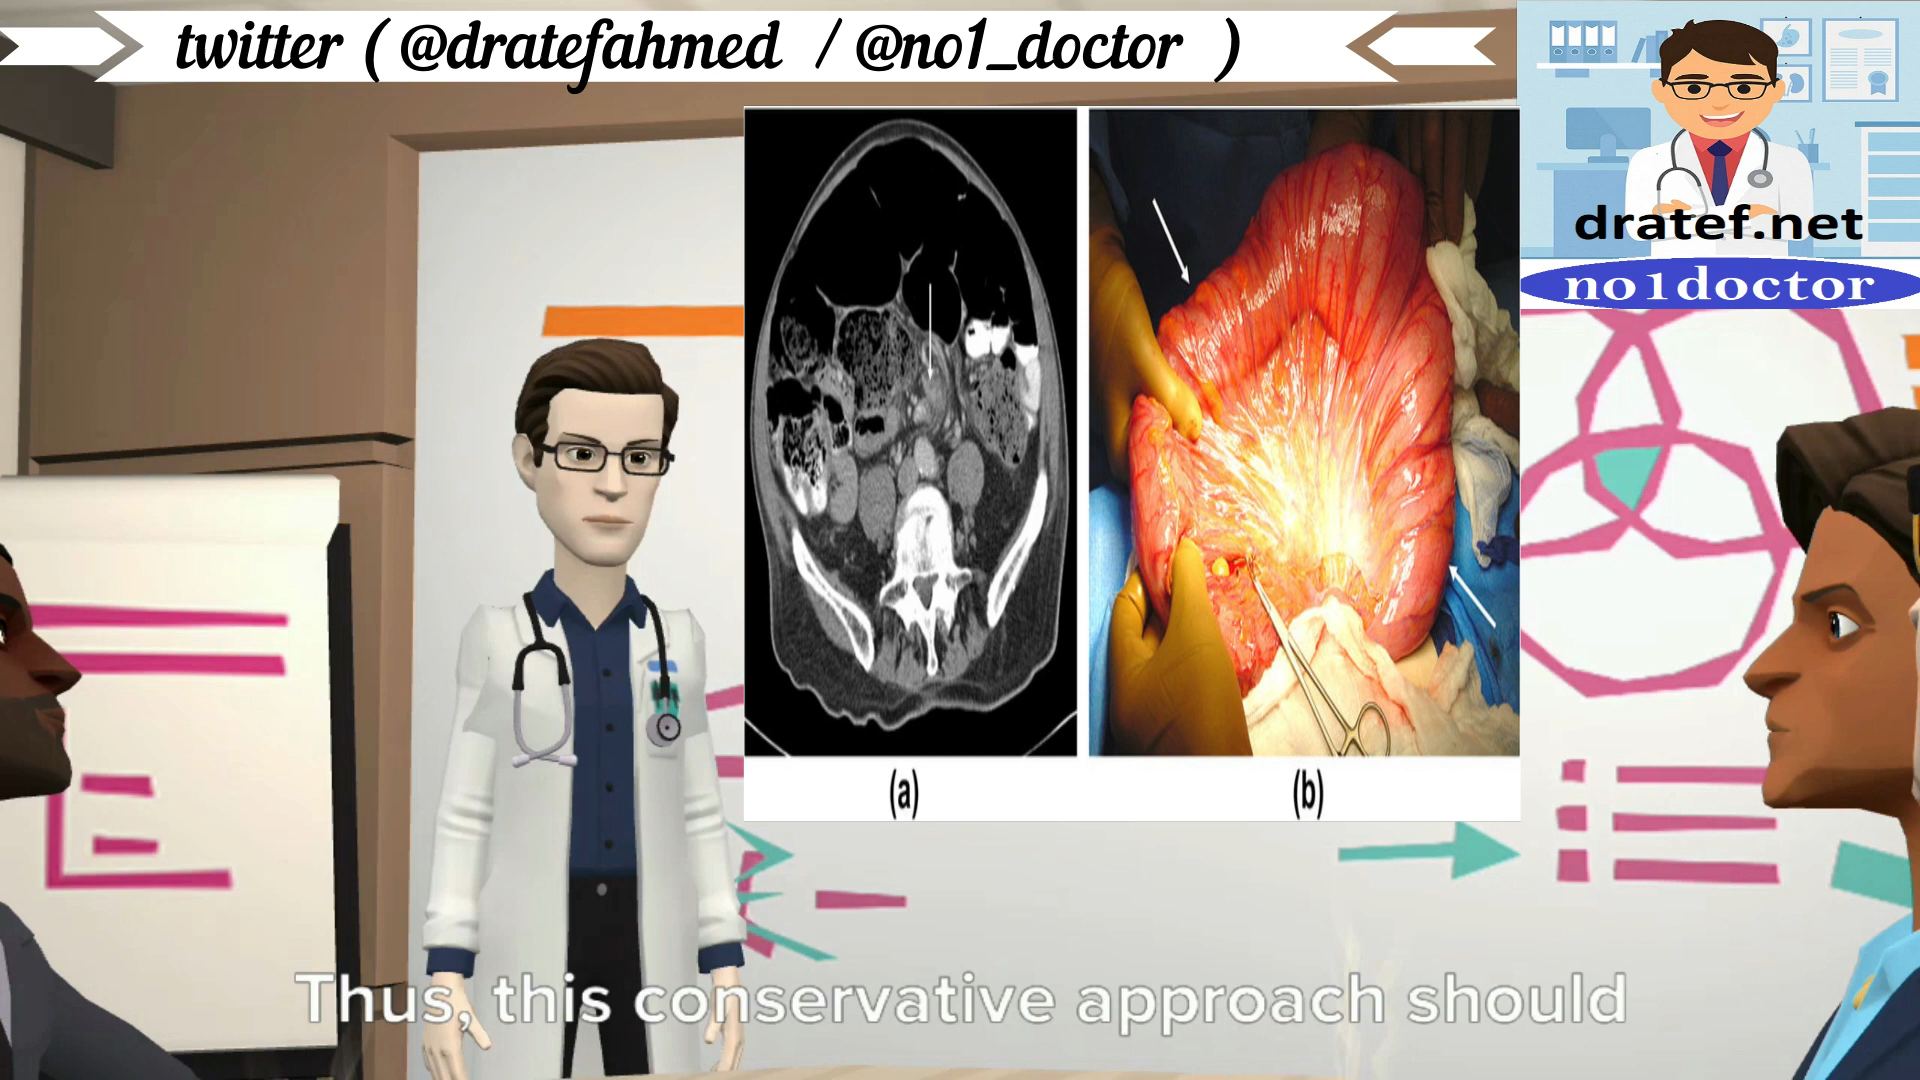 twitter ( @dratefahmed / @no1_doctor )
dratef.net
no1doctor
(a) (b)
Thus, this conservative approach should